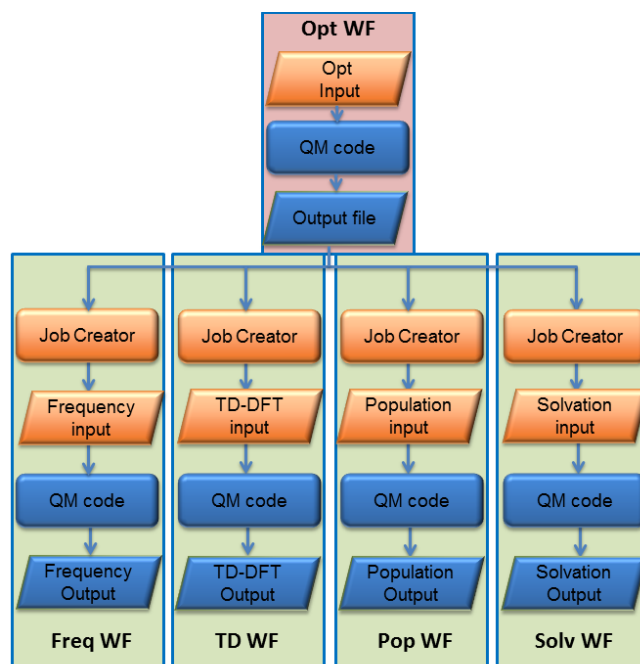 Opt WF
Opt
Input
QM code
Output file
Job Creator
Job Creator
Job Creator
Job Creator
Frequency
input
TD-DFT
input
Population
input
Solvation
input
QM code
QM code
QM code
QM code
Frequency
Output
TD-DFT
Output
Population
Output
Solvation
Output
Freq WF
TD WF
Pop WF
Solv WF